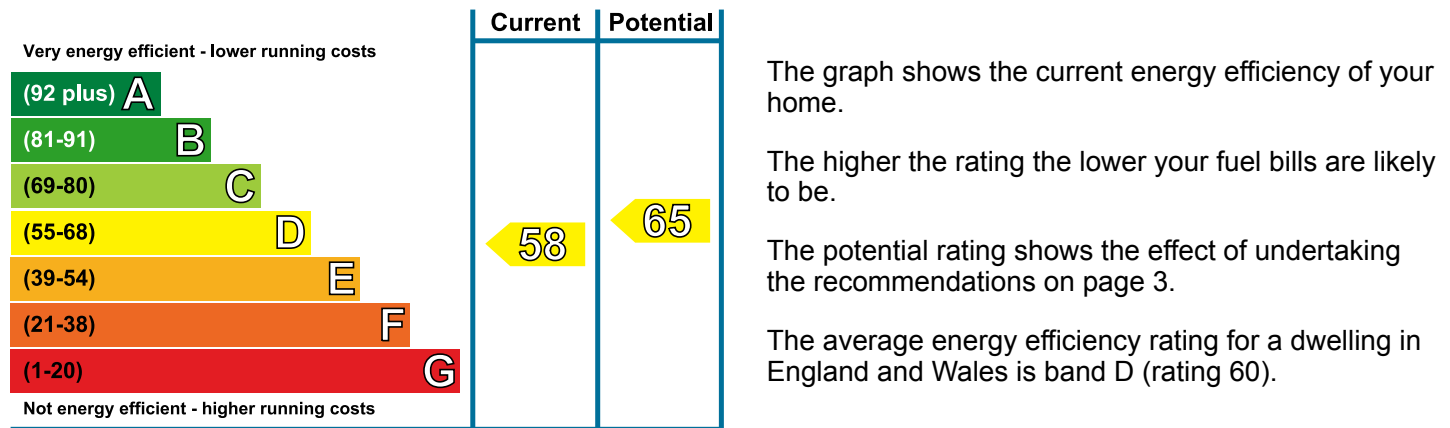 Current Potential
Very energy efficient - lower running costs
(92 plus) A
(81-91) B
(69-80) C
(55-68) D
(39-54) E
(21-38) F
(1-20) G
Not energy efficient - higher running costs
58
65
The graph shows the current energy efficiency of your
home.
The higher the rating the lower your fuel bills are likely
to be.
The potential rating shows the effect of undertaking
the recommendations on page 3.
The average energy efficiency rating for a dwelling in
England and Wales is band D (rating 60).